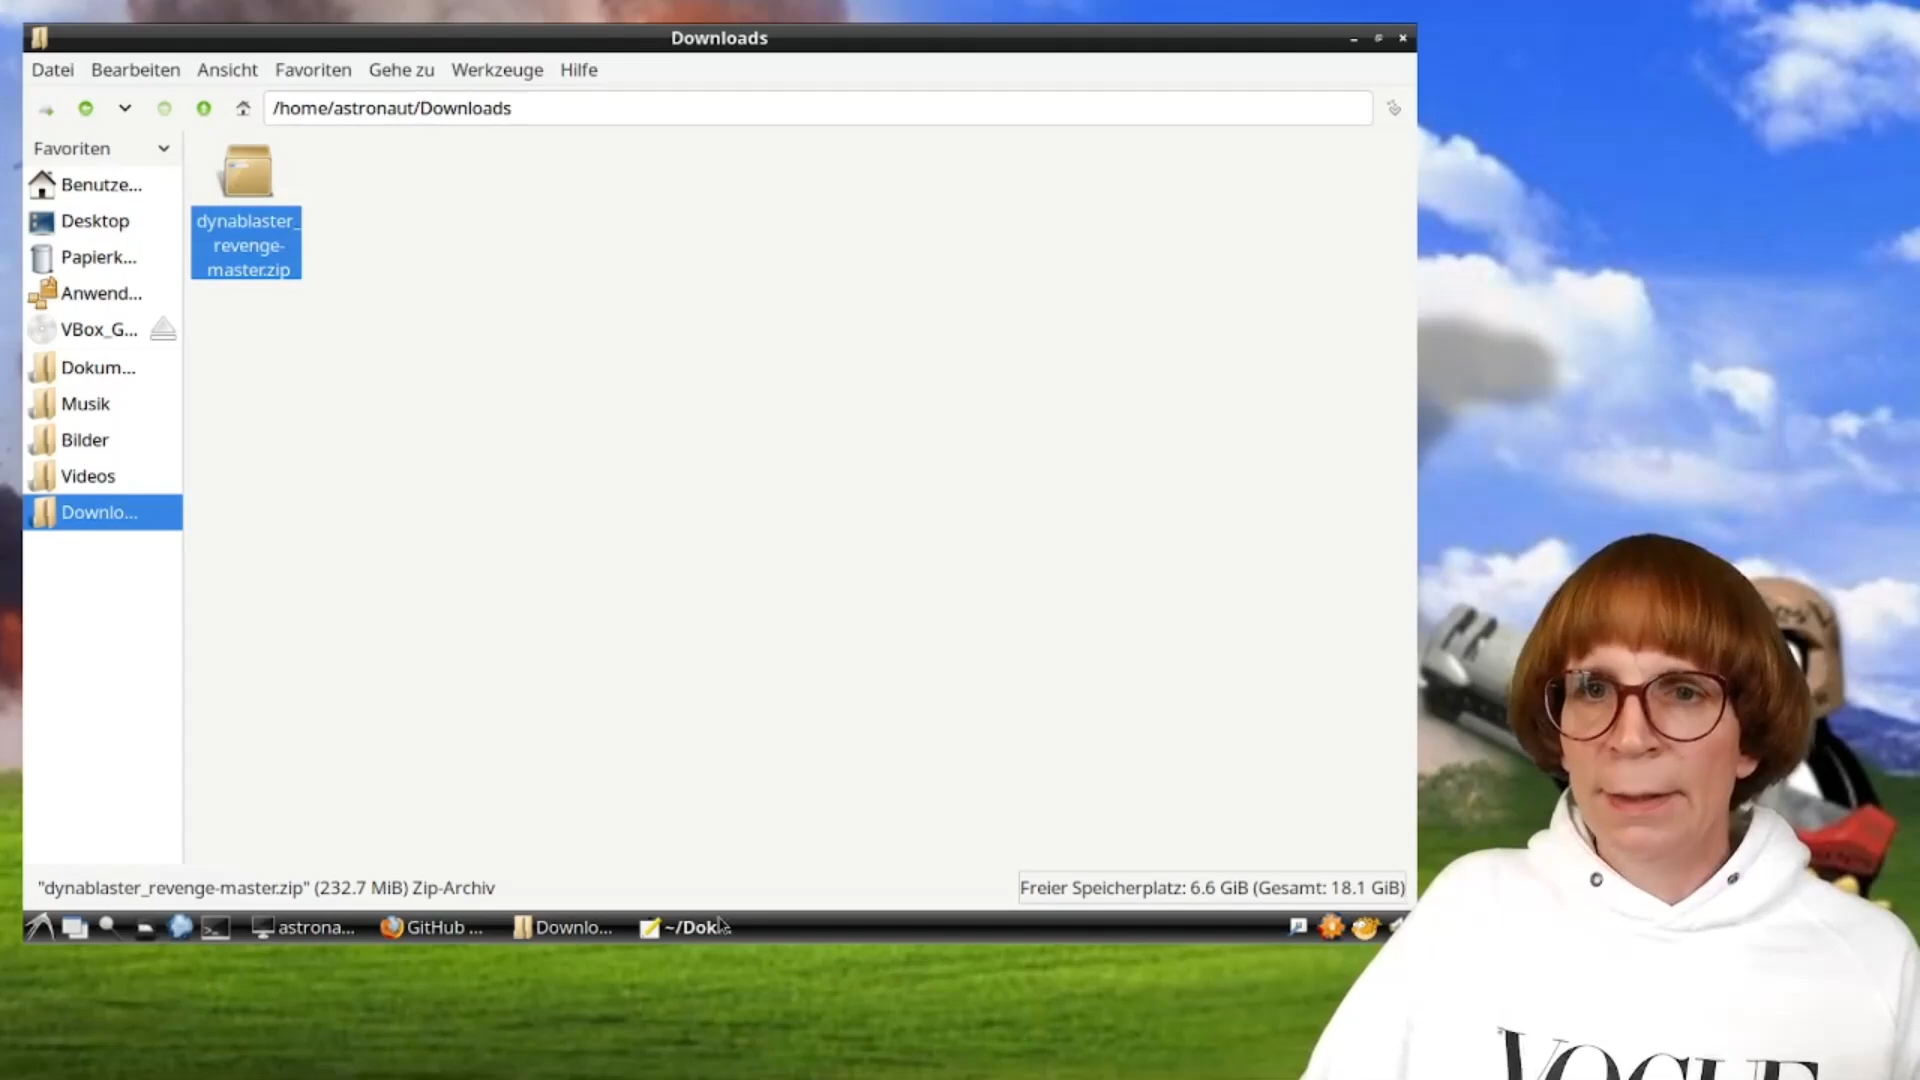 Downloads
Datei Bearbeiten Ansicht Favoriten Gehe zu Werkzeuge Hilfe
/home/astronaut/Downloads
Favoriten
Benutze...
Desktop
Papierk...
Anwend...
VBox_G...
Dokum...
Musik
Bilder
Videos
Downlo...
dynablaster_
revenge-
master.zip
"dynablaster_revenge-master.zip" (232.7 MiB) Zip-Archiv
Freier Speicherplatz: 6.6 GiB (Gesamt: 18.1 GiB)
astrona... GitHub ... Downlo... ~/Dok...
VOGUE